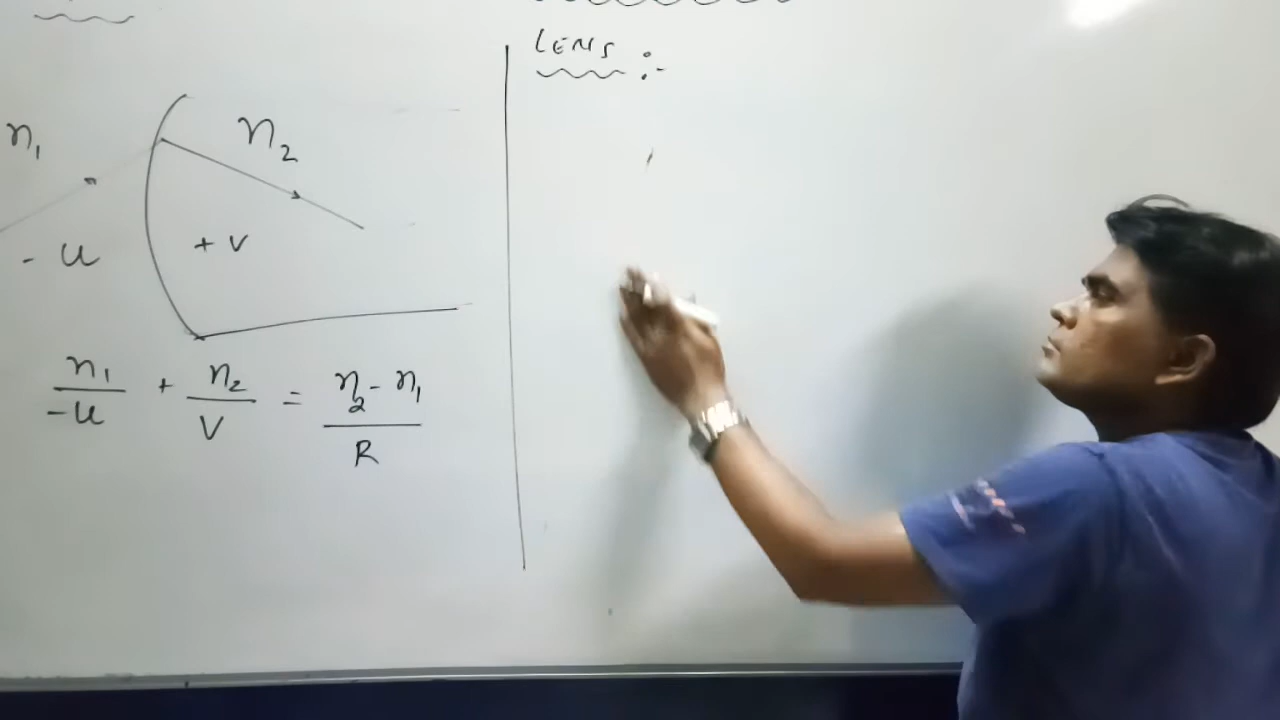 n₁ n₂
- u + v
n₁/-u + n₂/v = n₂ - n₁/R
LENS :-